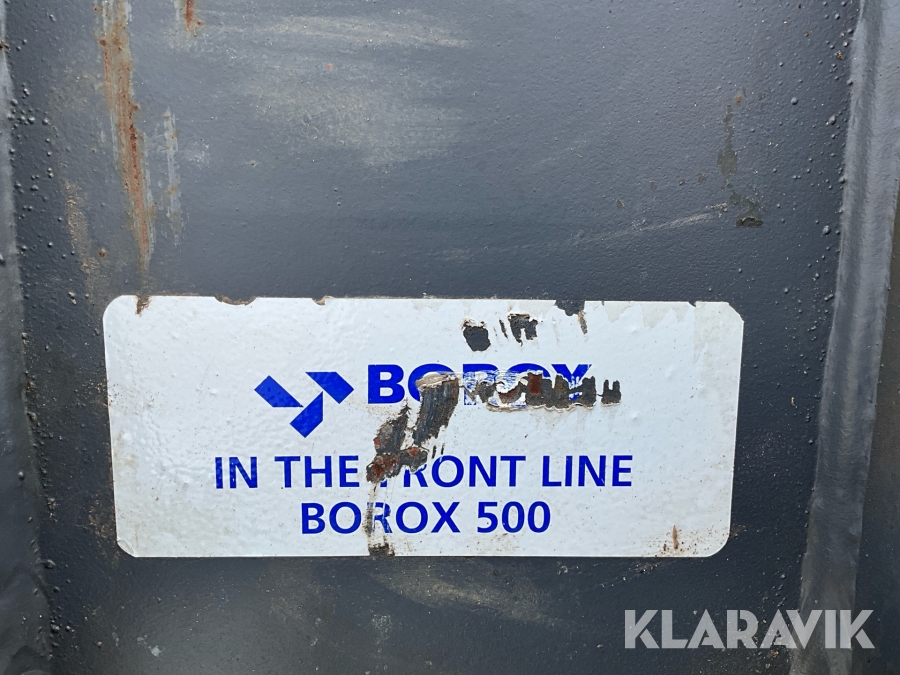 BOROX
IN THE FRONT LINE
BOROX 500
KLARAVIK